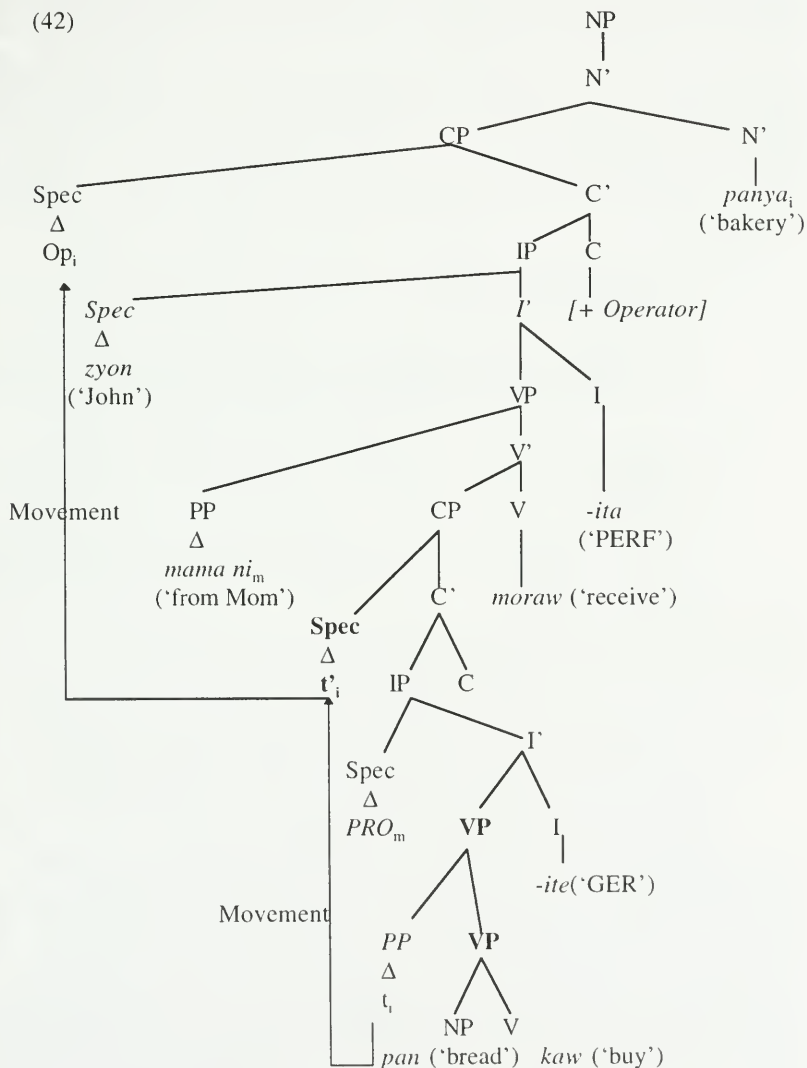 (42) NP
N'
CP N'
Spec C' panyaᵢ
Δ ('bakery')
Opᵢ IP C
Spec I' [+ Operator]
Δ
zyon
('John') VP I
V'
Movement PP CP V -ita
Δ ('PERF')
mama niₘ
('from Mom') C' moraw ('receive')
Spec
Δ
t'ᵢ IP C
I'
Spec
Δ
PROₘ VP I
-ite('GER')
Movement
PP VP
Δ
tᵢ
NP V
pan ('bread') kaw ('buy')